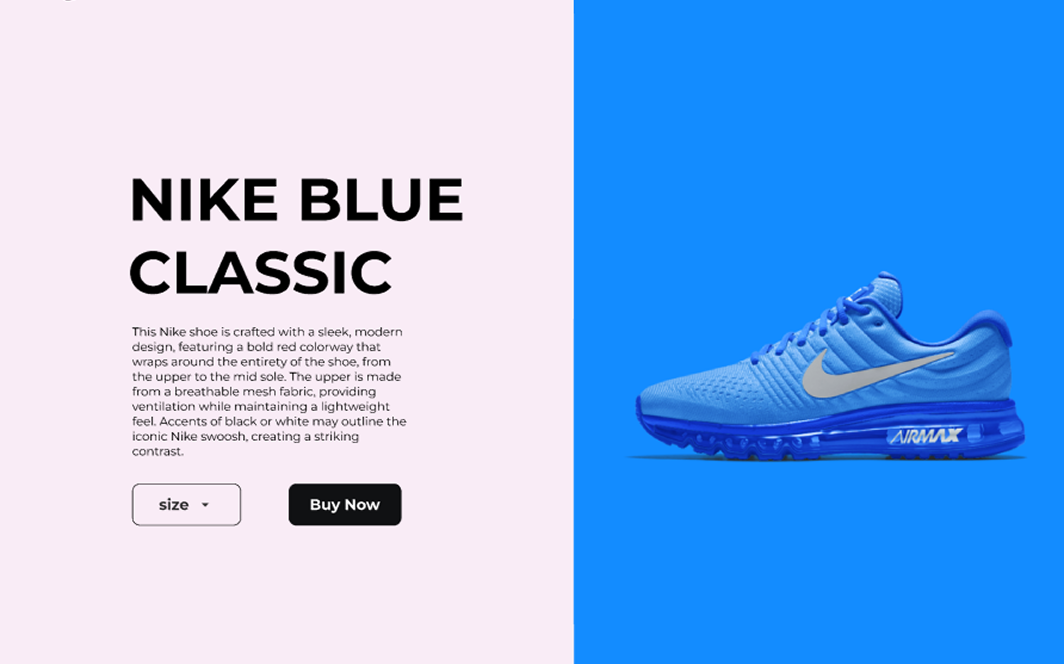 NIKE BLUE
CLASSIC
This Nike shoe is crafted with a sleek, modern
design, featuring a bold red colorway that
wraps around the entirety of the shoe, from
the upper to the mid sole. The upper is made
from a breathable mesh fabric, providing
ventilation while maintaining a lightweight
feel. Accents of black or white may outline the
iconic Nike swoosh, creating a striking
contrast.
size
Buy Now
AIRMAX